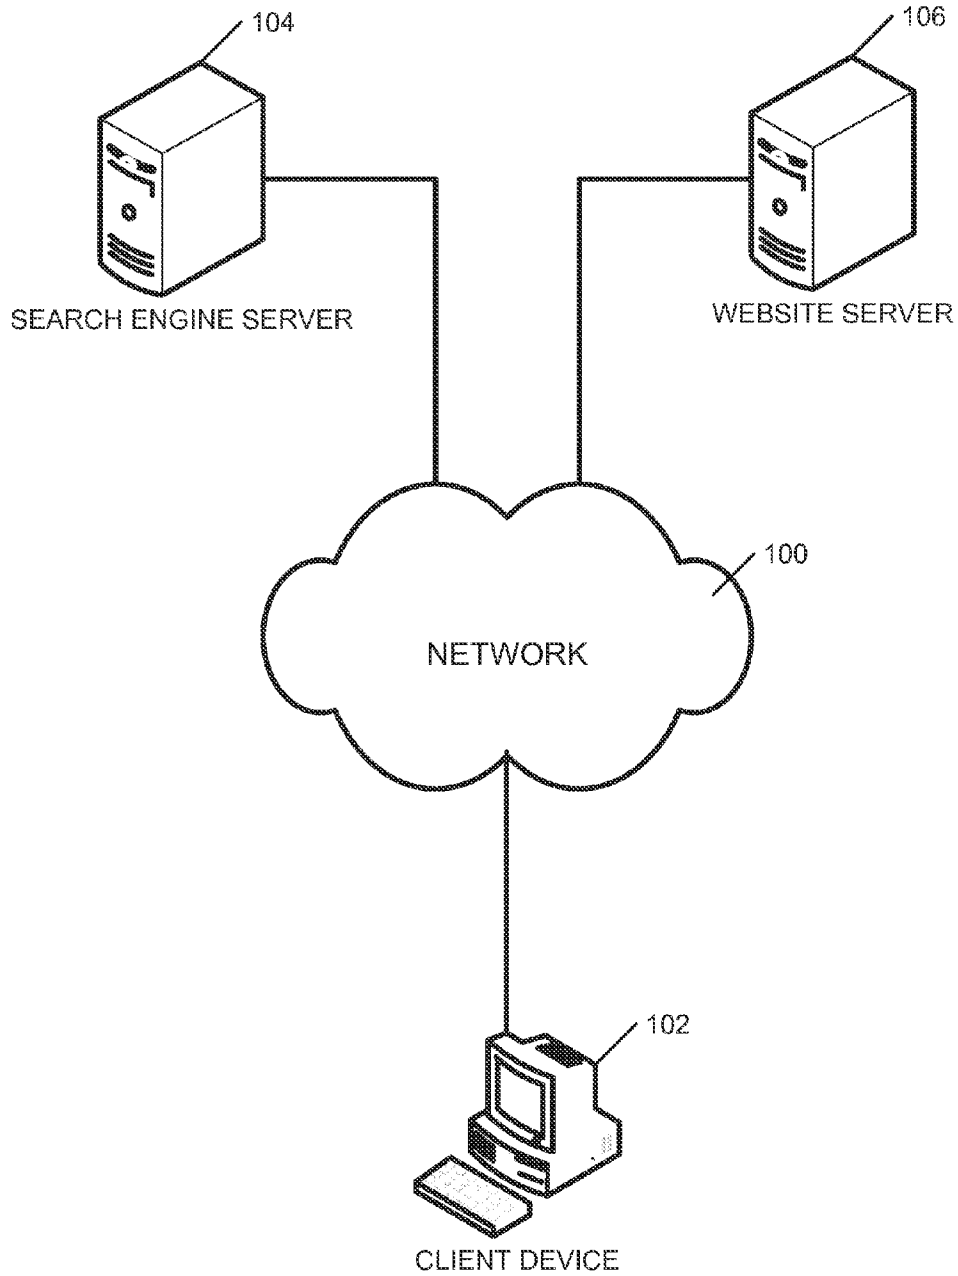 104
106
SEARCH ENGINE SERVER
WEBSITE SERVER
100
NETWORK
102
CLIENT DEVICE